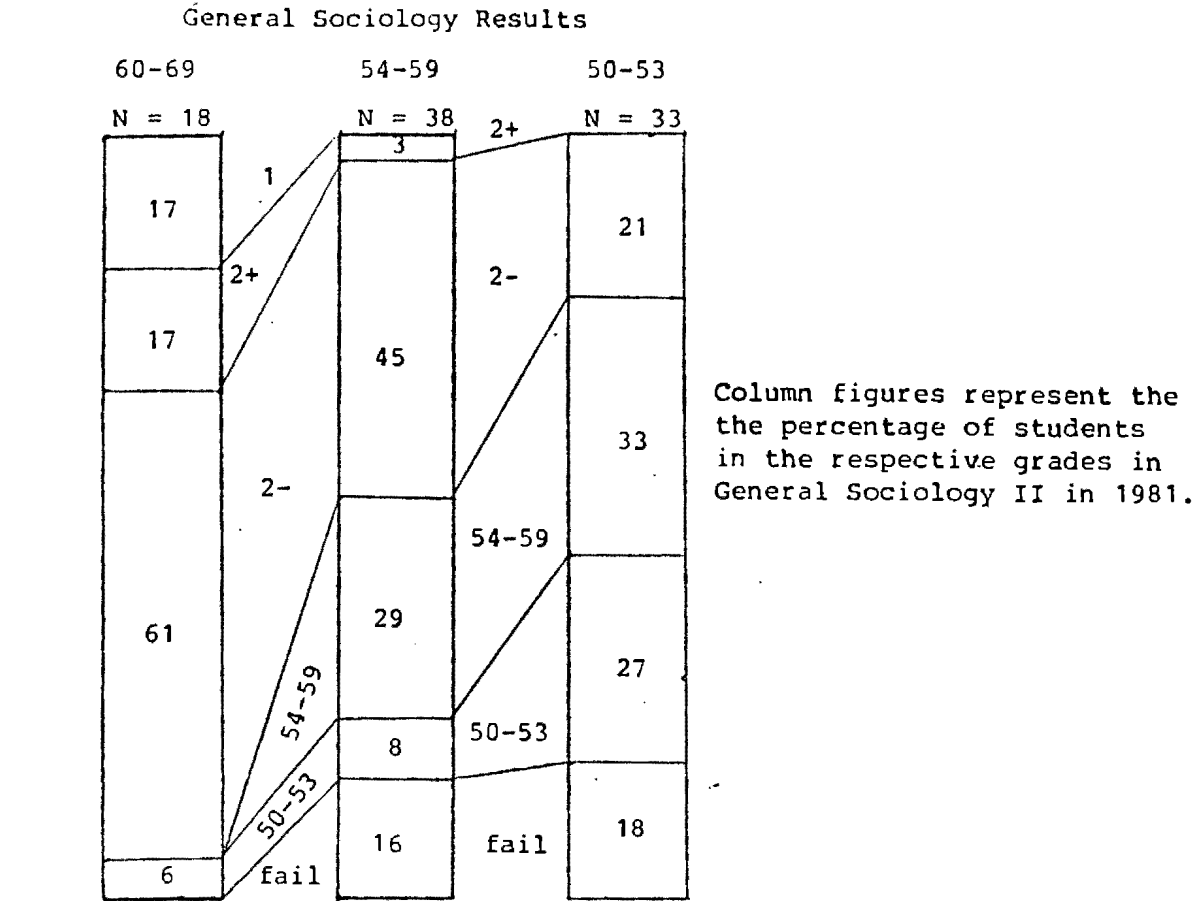 General Sociology Results
60-69 54-59 50-53
N = 18 N = 38 N = 33
2+
3
1
17
21
2+
2-
17
45
Column figures represent the
the percentage of students
in the respective grades in
General Sociology II in 1981.
33
2-
54-59
61
29
27
54-59
50-53
8
50-53
16
fail
18
6
fail